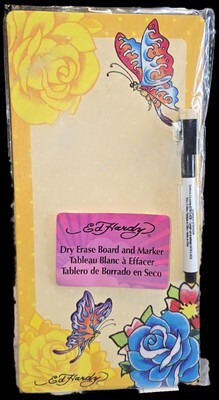 Ed Hardy
Dry Erase Board and Marker
Tableau Blanc à Effacer
Tablero de Borrado en Seco
Ed Hardy